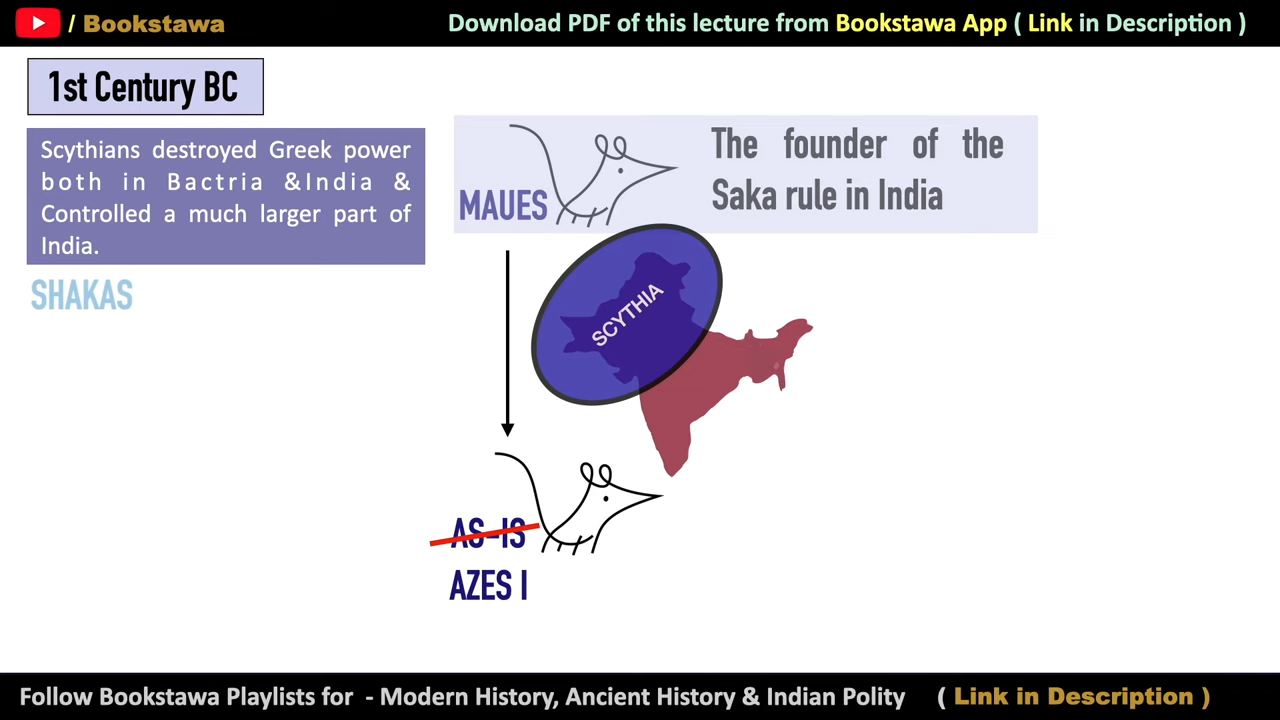 / Bookstawa
Download PDF of this lecture from Bookstawa App ( Link in Description )
1st Century BC
Scythians destroyed Greek power
both in Bactria &India &
Controlled a much larger part of
India.
SHAKAS
MAUES
The founder of the
Saka rule in India
SCYTHIA
AS-IS
AZES I
Follow Bookstawa Playlists for - Modern History, Ancient History & Indian Polity ( Link in Description )